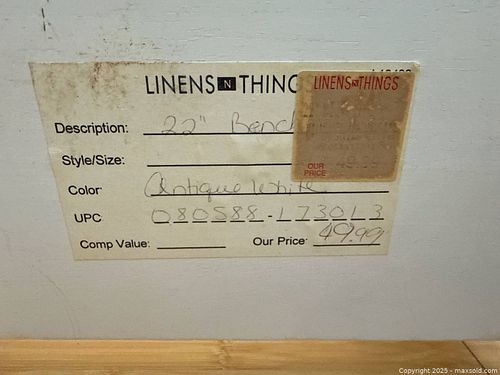 LINENS N THING
LINENS N THINGS
Description: 22" Bench
Style/Size:
OUR
PRICE
Color: Antique White
UPC 080588-173013
Comp Value:
Our Price: 49.99
Copyright © 2025 - maxsold.com